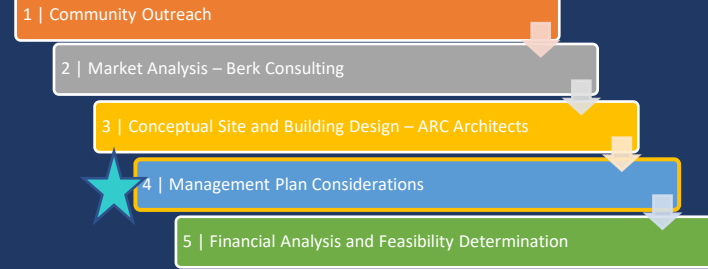 1 | Community Outreach
2 | Market Analysis – Berk Consulting
3 | Conceptual Site and Building Design – ARC Architects
4 | Management Plan Considerations
5 | Financial Analysis and Feasibility Determination